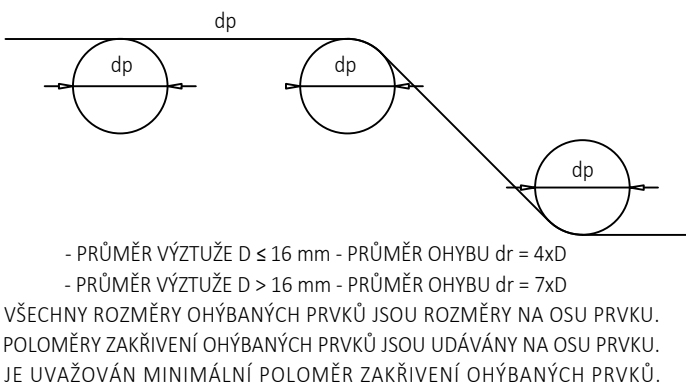 dp
dp
dp
dp
- PRŮMĚR VÝZTUŽE D ≤ 16 mm - PRŮMĚR OHYBU dr = 4xD
- PRŮMĚR VÝZTUŽE D > 16 mm - PRŮMĚR OHYBU dr = 7xD
VŠECHNY ROZMĚRY OHÝBANÝCH PRVKŮ JSOU ROZMĚRY NA OSU PRVKU.
POLOMĚRY ZAKŘIVENÍ OHÝBANÝCH PRVKŮ JSOU UDÁVÁNY NA OSU PRVKU.
JE UVAŽOVÁN MINIMÁLNÍ POLOMĚR ZAKŘIVENÍ OHÝBANÝCH PRVKŮ.